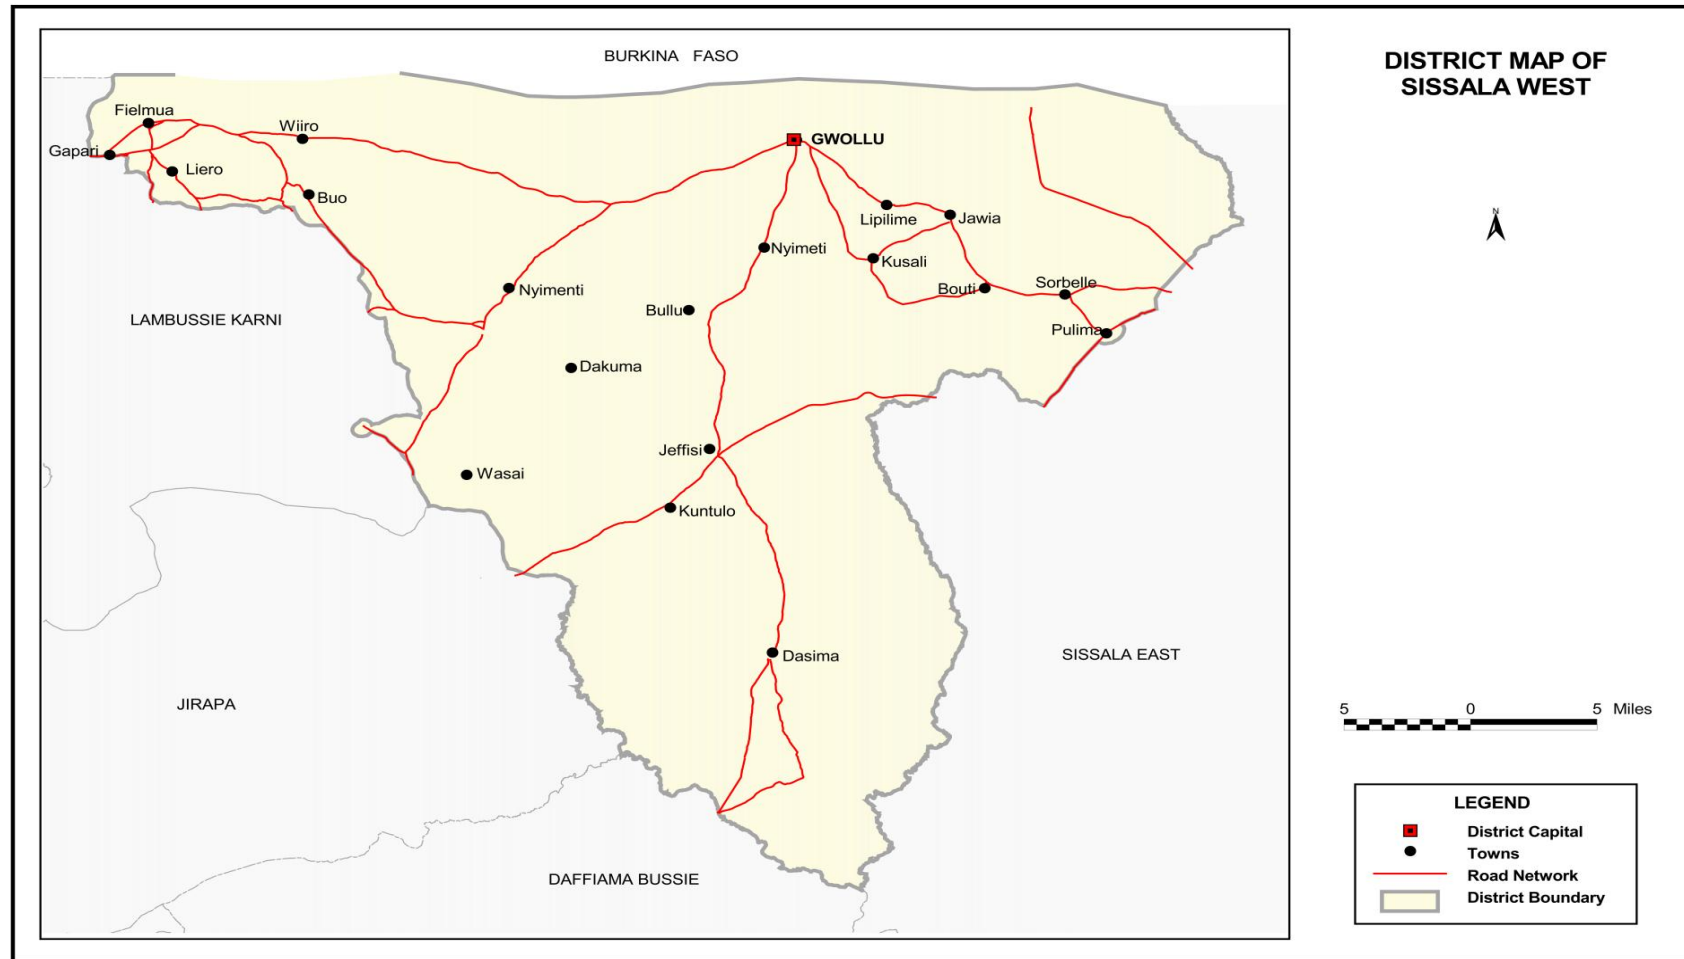 BURKINA FASO
DISTRICT MAP OF
SISSALA WEST
Fielmua
Wiiro
GWOLLU
Gapari
Liero
Buo
Lipilime
Jawia
N
Nyimeti
Kusali
Nyimenti
Bouti
Sorbelle
Bullu
LAMBUSSIE KARNI
Pulima
Dakuma
Jeffisi
Wasai
Kuntulo
Dasima
SISSALA EAST
JIRAPA
5 0 5 Miles
DAFFIAMA BUSSIE
LEGEND
District Capital
Towns
Road Network
District Boundary